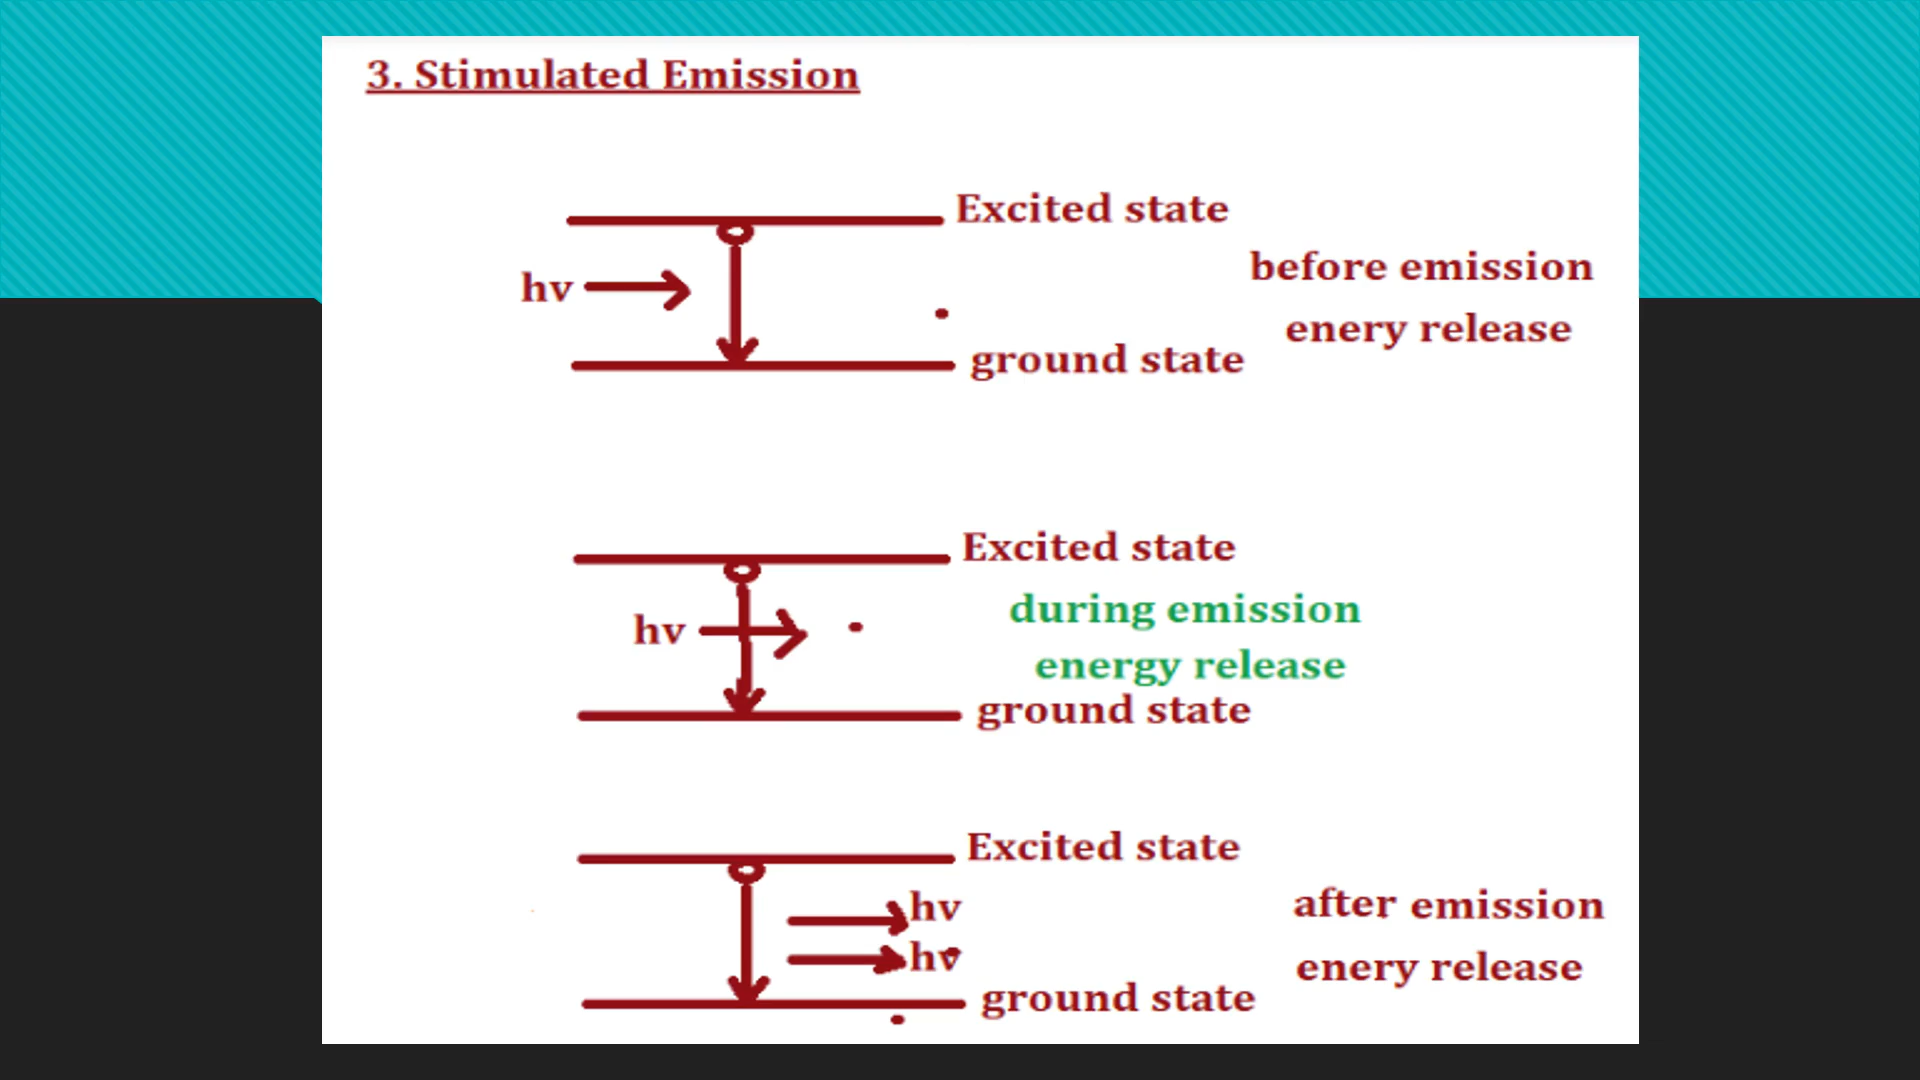 3. Stimulated Emission
Excited state
before emission
hv
enery release
ground state
Excited state
during emission
hv
energy release
ground state
Excited state
hv
after emission
hv
enery release
ground state